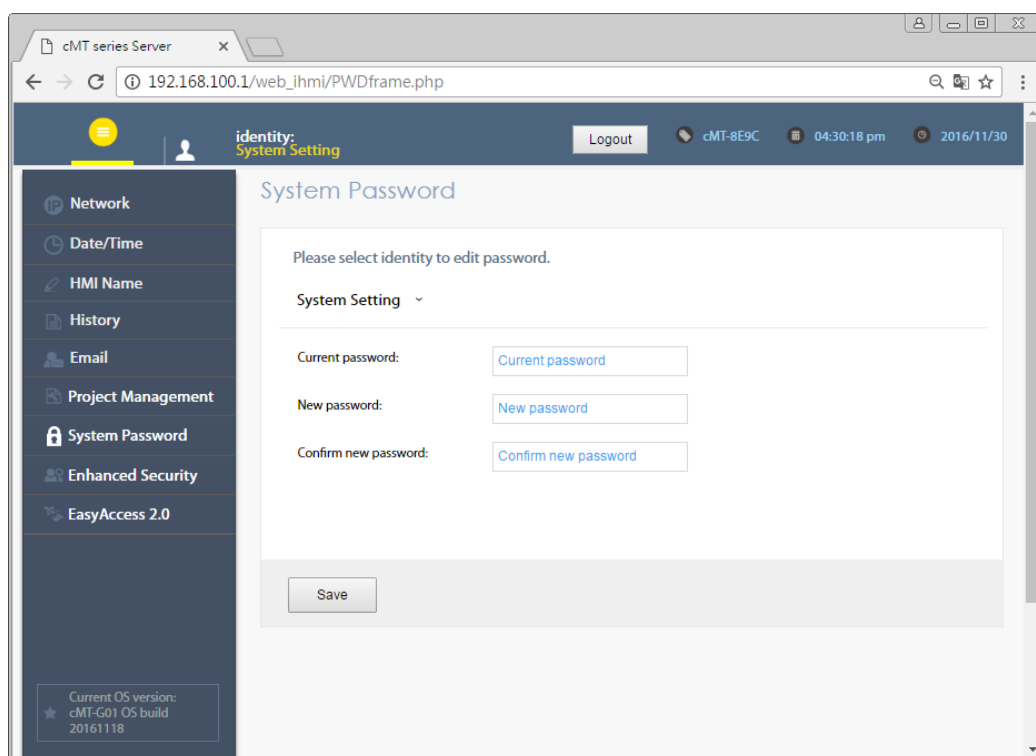 cMT series Server
192.168.100.1/web_ihmi/PWDframe.php
identity:
System Setting
Logout
cMT-8E9C
04:30:18 pm
2016/11/30
Network
Date/Time
HMI Name
History
Email
Project Management
System Password
Enhanced Security
EasyAccess 2.0
Current OS version:
cMT-G01 OS build
20161118
System Password
Please select identity to edit password.
System Setting
Current password:
Current password
New password:
New password
Confirm new password:
Confirm new password
Save